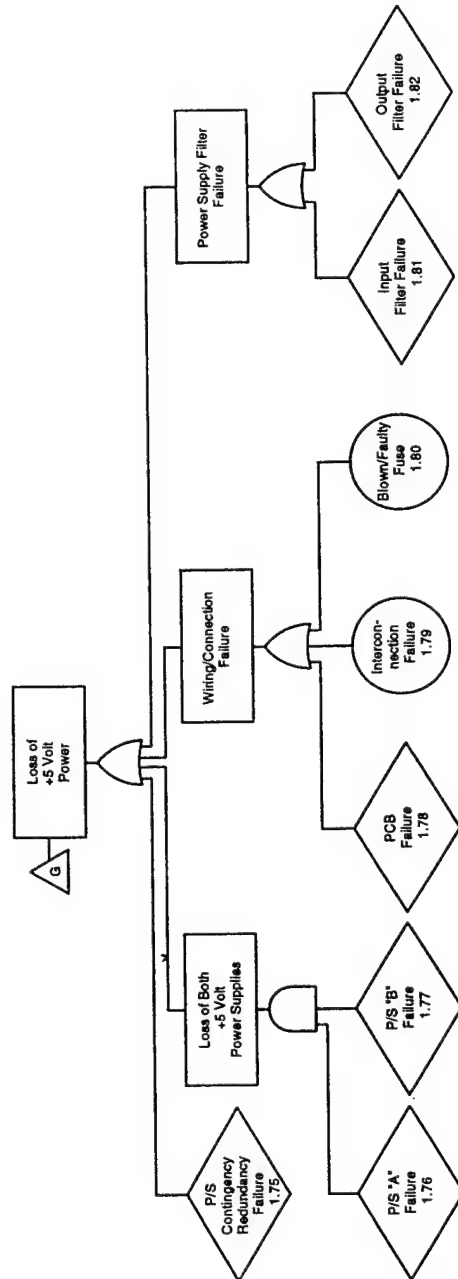 G
Loss of
+5 Volt
Power
P/S
Contingency
Redundancy
Failure
1.75
Loss of Both
+5 Volt
Power Supplies
Wiring/Connection
Failure
Power Supply Filter
Failure
P/S "A"
Failure
1.76
P/S "B"
Failure
1.77
PCB
Failure
1.78
Intercon-
nection
Failure
1.79
Blown/Faulty
Fuse
1.80
Input
Filter Failure
1.81
Output
Filter Failure
1.82